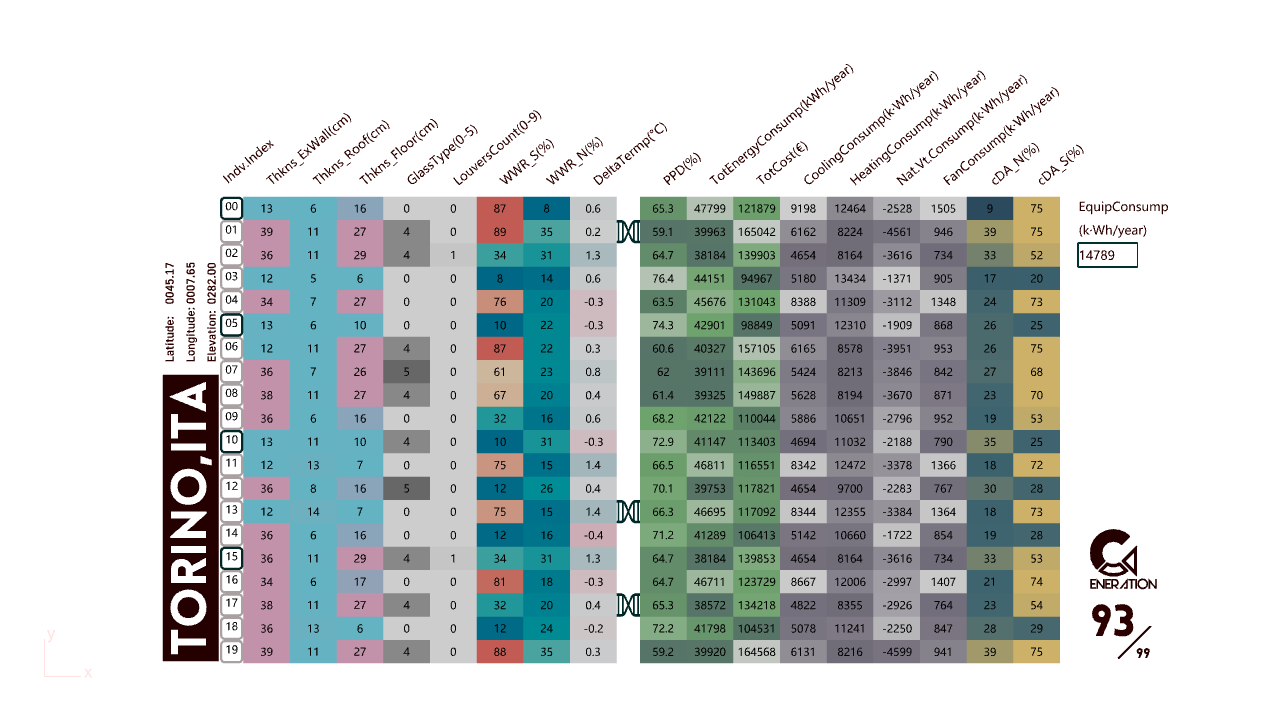 Indv.Index Thkns_ExWall(cm) Thkns_Roof(cm) Thkns_Floor(cm) GlassType(0-5) LouversCount(0-9) WWR_S(%) WWR_N(%) DeltaTermp(°C) PPD(%) TotEnergyConsump(kWh/year) TotCost(€) CoolingConsump(k·Wh/year) HeatingConsump(k·Wh/year) Nat.Vt.Consump(k·Wh/year) FanConsump(k·Wh/year) cDA_N(%) cDA_S(%)
00 13 6 16 0 0 87 8 0.6 65.3 47799 121879 9198 12464 -2528 1505 9 75
01 39 11 27 4 0 89 35 0.2 59.1 39963 165042 6162 8224 -4561 946 39 75
02 36 11 29 4 1 34 31 1.3 64.7 38184 139903 4654 8164 -3616 734 33 52
03 12 5 6 0 0 8 14 0.6 76.4 44151 94967 5180 13434 -1371 905 17 20
04 34 7 27 0 0 76 20 -0.3 63.5 45676 131043 8388 11309 -3112 1348 24 73
05 13 6 10 0 0 10 22 -0.3 74.3 42901 98849 5091 12310 -1909 868 26 25
06 12 11 27 4 0 87 22 0.3 60.6 40327 157105 6165 8578 -3951 953 26 75
07 36 7 26 5 0 61 23 0.8 62 39111 143696 5424 8213 -3846 842 27 68
08 38 11 27 4 0 67 20 0.4 61.4 39325 149887 5628 8194 -3670 871 23 70
09 36 6 16 0 0 32 16 0.6 68.2 42122 110044 5886 10651 -2796 952 19 53
10 13 11 10 4 0 10 31 -0.3 72.9 41147 113403 4694 11032 -2188 790 35 25
11 12 13 7 0 0 75 15 1.4 66.5 46811 116551 8342 12472 -3378 1366 18 72
12 36 8 16 5 0 12 26 0.4 70.1 39753 117821 4654 9700 -2283 767 30 28
13 12 14 7 0 0 75 15 1.4 66.3 46695 117092 8344 12355 -3384 1364 18 73
14 36 6 16 0 0 12 16 -0.4 71.2 41289 106413 5142 10660 -1722 854 19 28
15 36 11 29 4 1 34 31 1.3 64.7 38184 139853 4654 8164 -3616 734 33 53
16 34 6 17 0 0 81 18 -0.3 64.7 46711 123729 8667 12006 -2997 1407 21 74
17 38 11 27 4 0 32 20 0.4 65.3 38572 134218 4822 8355 -2926 764 23 54
18 36 13 6 0 0 12 24 -0.2 72.2 41798 104531 5078 11241 -2250 847 28 29
19 39 11 27 4 0 88 35 0.3 59.2 39920 164568 6131 8216 -4599 941 39 75
Latitude: 0045.17
Longitude: 0007.65
Elevation: 0282.00
TORINO,ITA
EquipConsump
(k·Wh/year)
14789
ENERATION
93/99
y
x